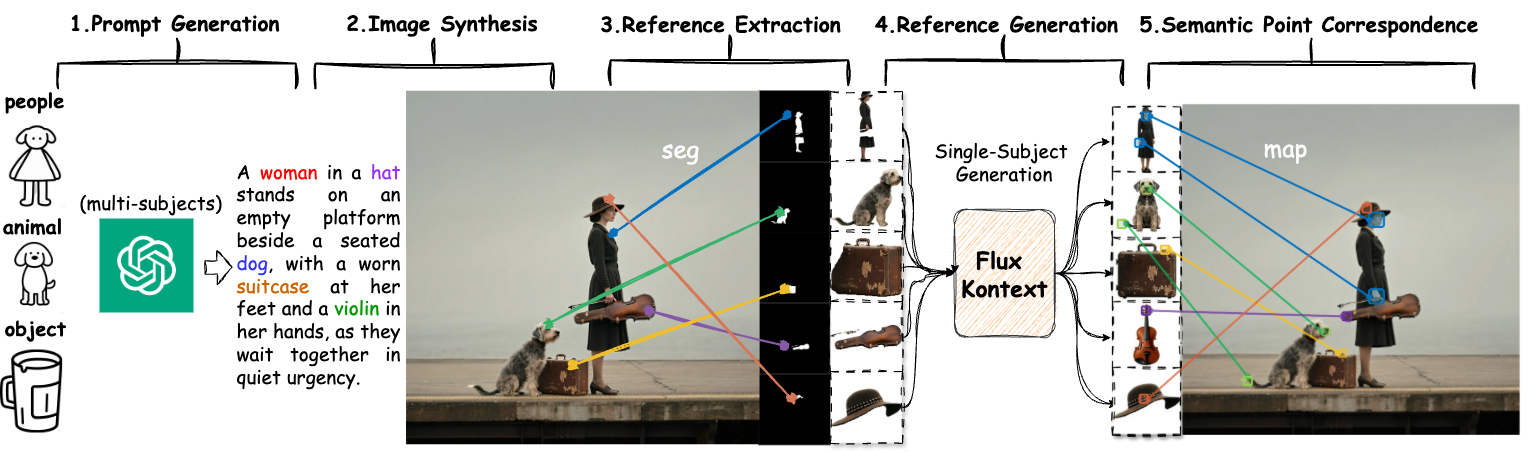 1.Prompt Generation
2.Image Synthesis
3.Reference Extraction
4.Reference Generation
5.Semantic Point Correspondence
people
animal
object
(multi-subjects)
A woman in a hat
stands on an
empty platform
beside a seated
dog, with a worn
suitcase at her
feet and a violin in
her hands, as they
wait together in
quiet urgency.
seg
Single-Subject
Generation
Flux
Kontext
map